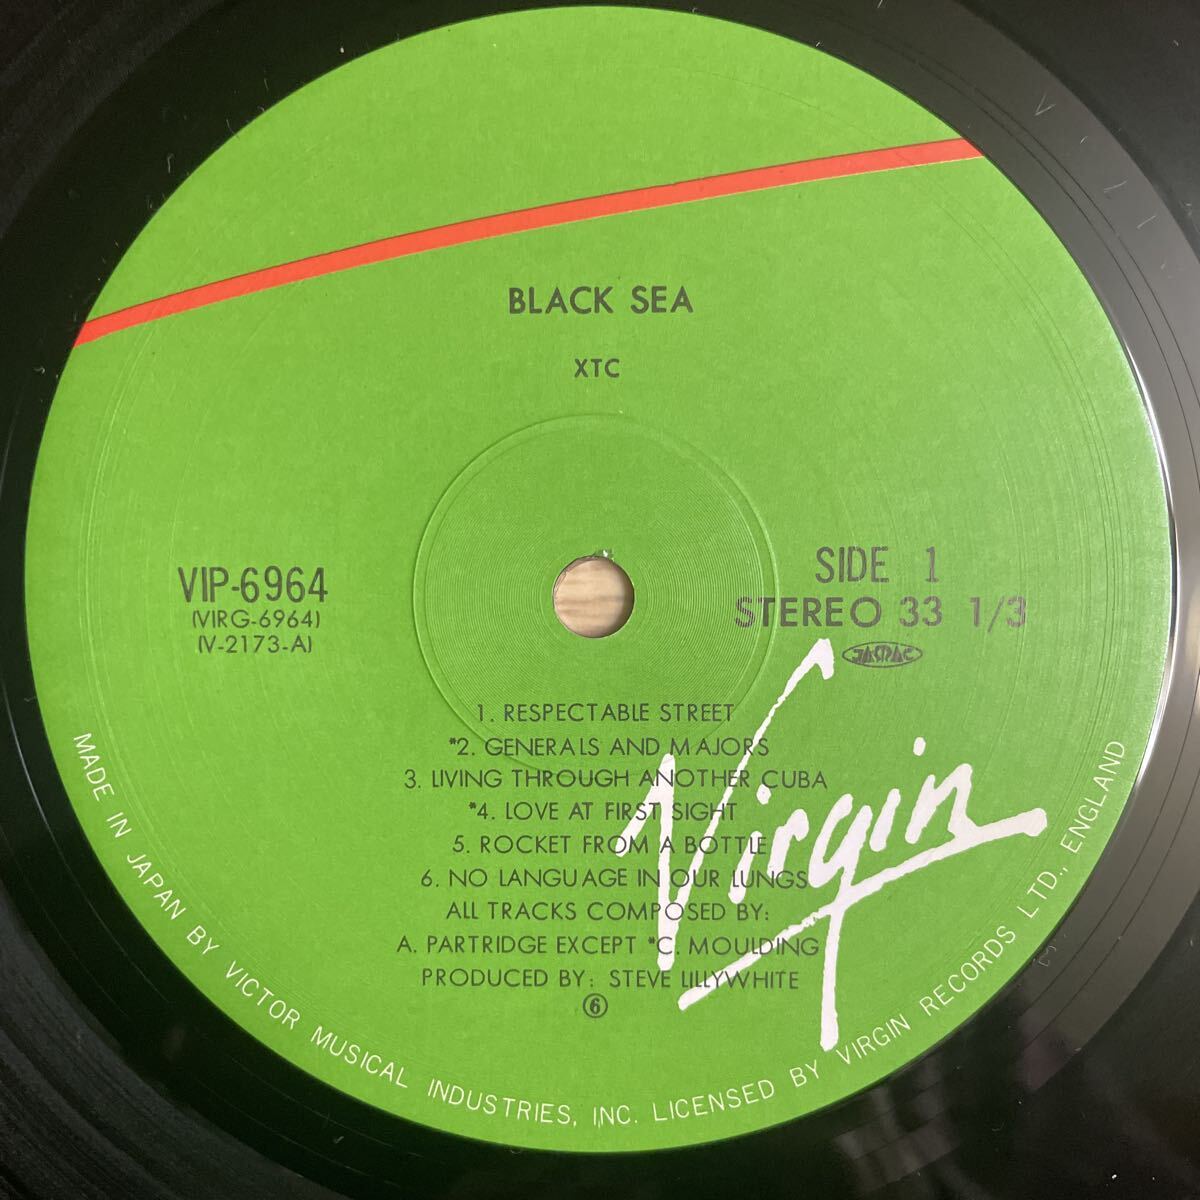 BLACK SEA
XTC
VIP-6964
(VIRG-6964)
(V-2173-A)
SIDE 1
STEREO 33 1/3
JASRAC
1. RESPECTABLE STREET
*2. GENERALS AND MAJORS
3. LIVING THROUGH ANOTHER CUBA
*4. LOVE AT FIRST SIGHT
5. ROCKET FROM A BOTTLE
6. NO LANGUAGE IN OUR LUNGS
ALL TRACKS COMPOSED BY:
A. PARTRIDGE EXCEPT *C. MOULDING
PRODUCED BY: STEVE LILLYWHITE
⑥
Virgin
MADE IN JAPAN BY VICTOR MUSICAL INDUSTRIES, INC. LICENSED BY VIRGIN RECORDS LTD., ENGLAND